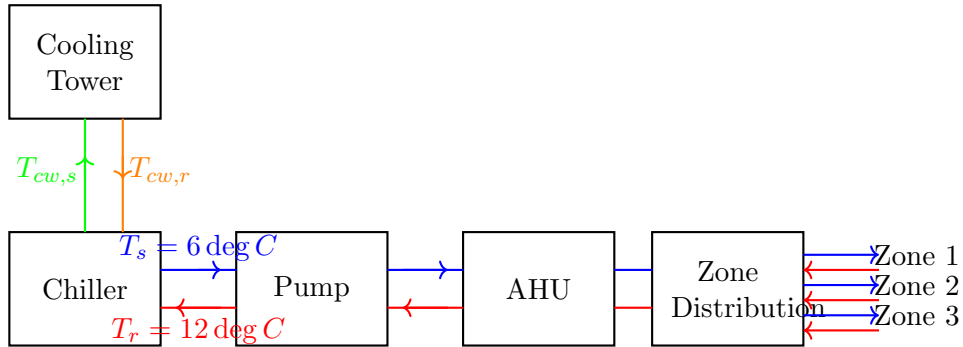 Cooling
Tower
T_{cw,s}
T_{cw,r}
T_s = 6 deg C
Chiller
Pump
AHU
Zone
Distribution
Zone 1
Zone 2
Zone 3
T_r = 12 deg C